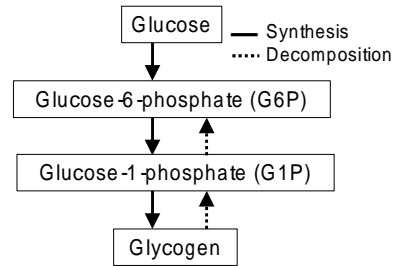 Glucose
Synthesis
Decomposition
Glucose-6-phosphate (G6P)
Glucose-1-phosphate (G1P)
Glycogen